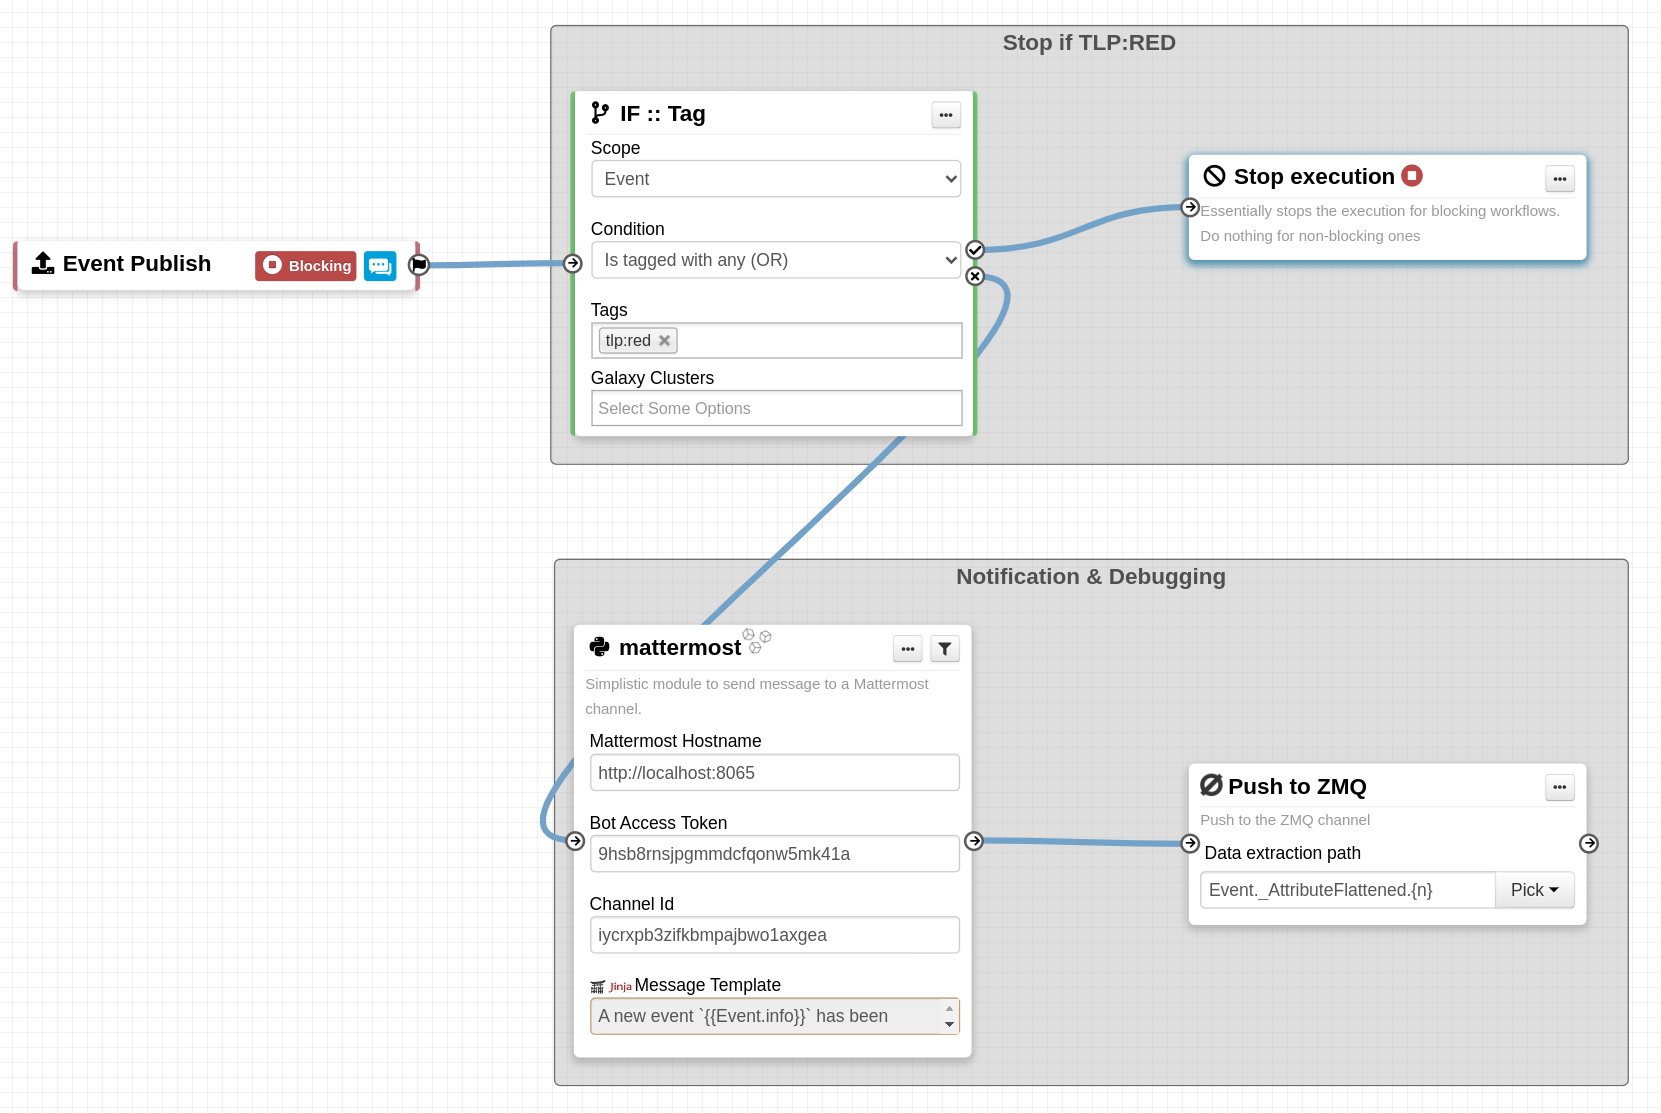 Stop if TLP:RED
IF :: Tag
Scope
Event
Condition
Is tagged with any (OR)
Tags
tlp:red
Galaxy Clusters
Select Some Options
Stop execution
Essentially stops the execution for blocking workflows.
Do nothing for non-blocking ones
Event Publish
Blocking
Notification & Debugging
mattermost
Simplistic module to send message to a Mattermost
channel.
Mattermost Hostname
http://localhost:8065
Bot Access Token
9hsb8rnsjpgmmdcfqonw5mk41a
Channel Id
iycrxpb3zifkbmpajbwo1axgea
Jinja Message Template
A new event `{{Event.info}}` has been
Push to ZMQ
Push to the ZMQ channel
Data extraction path
Event._AttributeFlattened.{n}
Pick